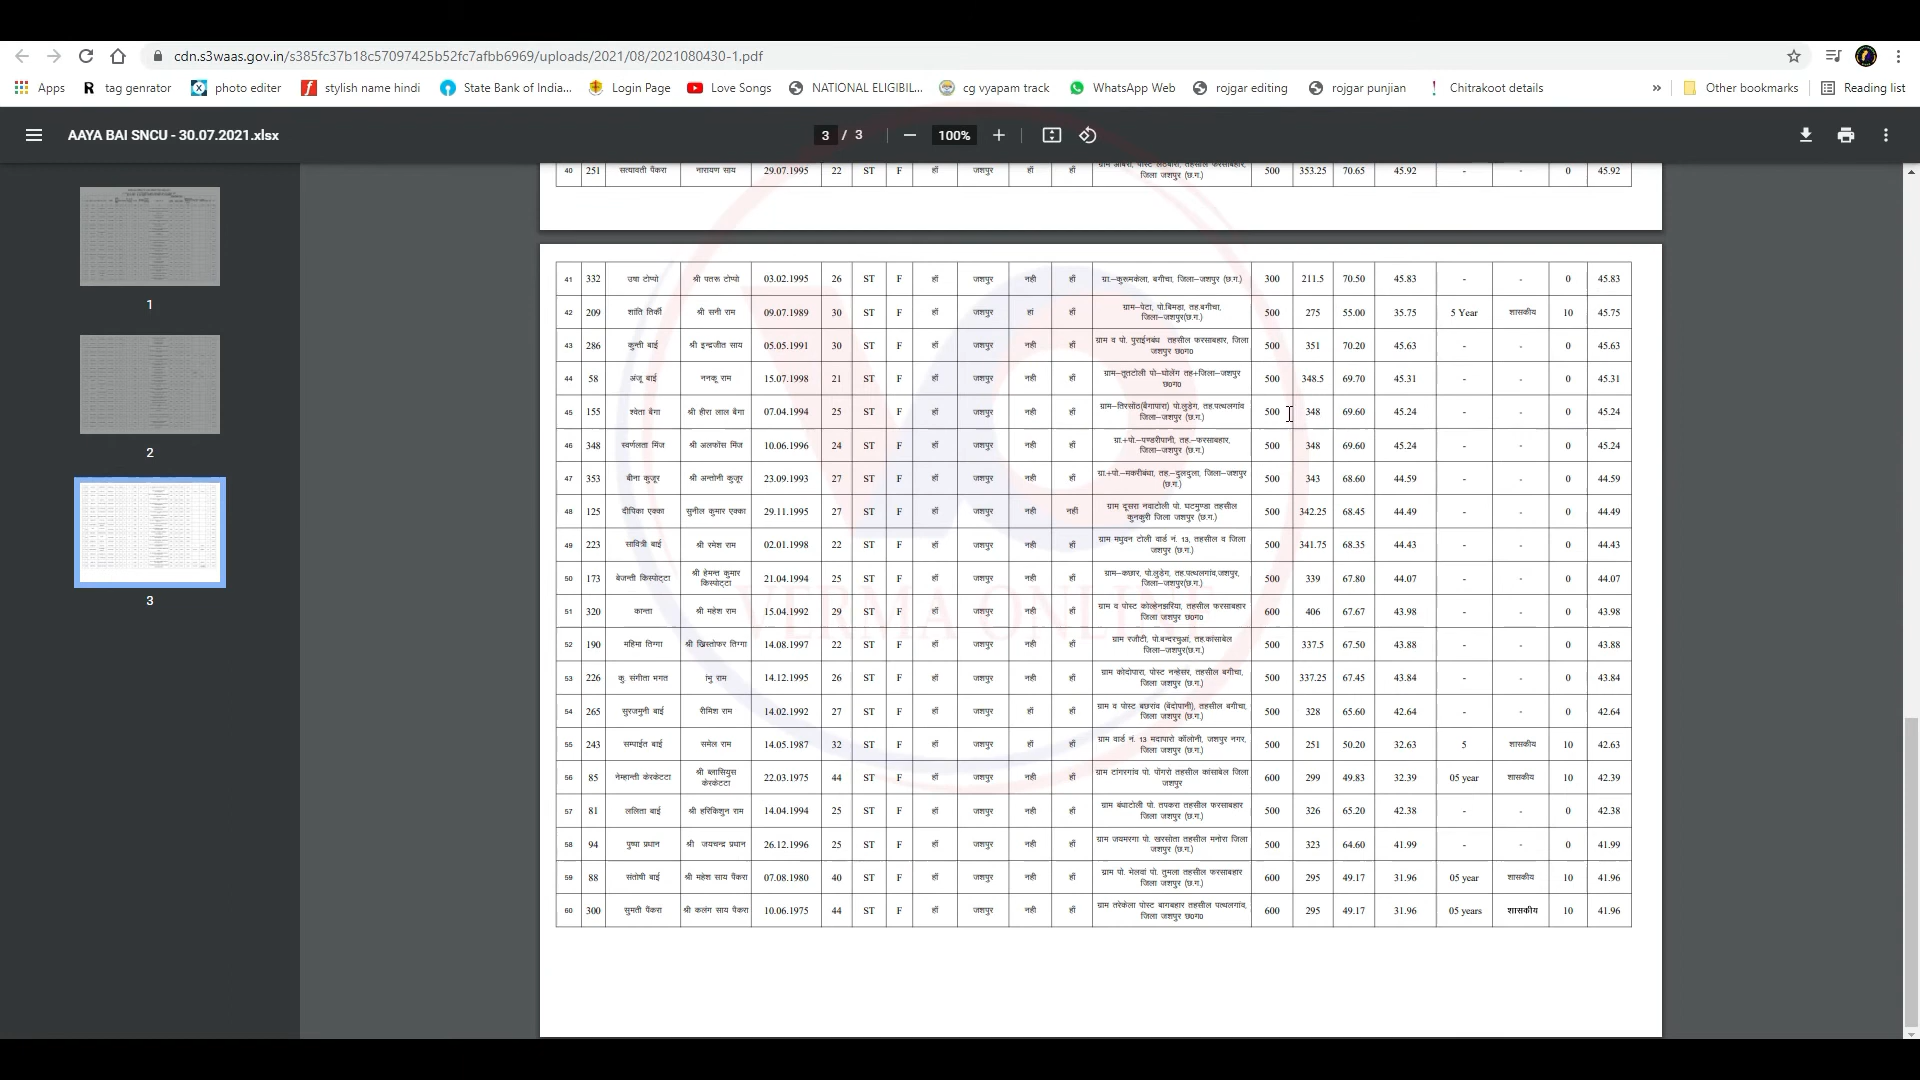 cdn.s3waas.gov.in/s385fc37b18c57097425b52fc7afbb6969/uploads/2021/08/2021080430-1.pdf
Apps tag genrator photo editer stylish name hindi State Bank of India... Login Page Love Songs NATIONAL ELIGIBIL... cg vyapam track WhatsApp Web rojgar editing rojgar punjian Chitrakoot details » Other bookmarks Reading list
AAYA BAI SNCU - 30.07.2021.xlsx 3 / 3 100%
1
2
3
40 251 सत्यावती पैंकरा नारायण साय 29.07.1995 22 ST F हाँ जशपुर हाँ हाँ जिला जशपुर (छ.ग.) 500 353.25 70.65 45.92 - - 0 45.92
41 332 उषा टोप्पो श्री पतरू टोप्पो 03.02.1995 26 ST F हाँ जशपुर नही हाँ ग्रा.–कुरूमकेला, बगीचा, जिला–जशपुर (छ.ग.) 300 211.5 70.50 45.83 - - 0 45.83
42 209 शांति तिर्की श्री सनी राम 09.07.1989 30 ST F हाँ जशपुर हां हाँ ग्राम–पेटा, पो.बिमडा, तह.बगीचा, जिला–जशपुर(छ.ग.) 500 275 55.00 35.75 5 Year शासकीय 10 45.75
43 286 कुन्ती बाई श्री इन्द्रजीत साय 05.05.1991 30 ST F हाँ जशपुर नही हाँ ग्राम व पो. पुराईनबंध तहसील फरसाबहार, जिला जशपुर छ0ग0 500 351 70.20 45.63 - - 0 45.63
44 58 अंजू बाई ननकू राम 15.07.1998 21 ST F हाँ जशपुर नही हाँ ग्राम–तूतटोली पो–घोलेंग तह+जिला–जशपुर छ0ग0 500 348.5 69.70 45.31 - - 0 45.31
45 155 श्वेता बैगा श्री हीरा लाल बैगा 07.04.1994 25 ST F हाँ जशपुर नही हाँ ग्राम–तिरसोंठ(बैगापारा) पो.लुडेग, तह.पत्थलगांव जिला–जशपुर (छ.ग.) 500 348 69.60 45.24 - - 0 45.24
46 348 स्वर्णलता मिंज श्री अलफोंस मिंज 10.06.1996 24 ST F हाँ जशपुर नही हाँ ग्रा.+पो.–पण्डरीपानी, तह.–फरसाबहार, जिला–जशपुर (छ.ग.) 500 348 69.60 45.24 - - 0 45.24
47 353 बीना कुजूर श्री अन्तोनी कुजूर 23.09.1993 27 ST F हाँ जशपुर नही हाँ ग्रा.+पो.–मकरीबंधा, तह.–दुलदुला, जिला–जशपुर (छ.ग.) 500 343 68.60 44.59 - - 0 44.59
48 125 दीपिका एक्का सुनील कुमार एक्का 29.11.1995 27 ST F हाँ जशपुर नही नहीं ग्राम दूसरा नवाटोली पो. घटमुण्डा तहसील कुनकुरी जिला जशपुर (छ.ग.) 500 342.25 68.45 44.49 - - 0 44.49
49 223 सावित्री बाई श्री रमेश राम 02.01.1998 22 ST F हाँ जशपुर नही हाँ ग्राम मधुवन टोली वार्ड नं. 13, तहसील व जिला जशपुर (छ.ग.) 500 341.75 68.35 44.43 - - 0 44.43
50 173 बेजन्ती किस्पोट्टा श्री हेमन्त कुमार किस्पोट्टा 21.04.1994 25 ST F हाँ जशपुर नही हाँ ग्राम–कछार, पो.लुडेग, तह.पत्थलगांव,जशपुर, जिला–जशपुर(छ.ग.) 500 339 67.80 44.07 - - 0 44.07
51 320 कान्ता श्री महेश राम 15.04.1992 29 ST F हाँ जशपुर नही हाँ ग्राम व पोस्ट कोल्हेनझरिया, तहसील फरसाबहार जिला जशपुर छ0ग0 600 406 67.67 43.98 - - 0 43.98
52 190 महिमा तिग्गा श्री ख्रिस्तोफर तिग्गा 14.08.1997 22 ST F हाँ जशपुर नही हाँ ग्राम रजौटी, पो.बन्दरचुआं, तह.कांसाबेल जिला–जशपुर(छ.ग.) 500 337.5 67.50 43.88 - - 0 43.88
53 226 कु. संगीता भगत राम 14.12.1995 26 ST F हाँ जशपुर नही हाँ ग्राम कोदोपारा, पोस्ट नन्हेसर, तहसील बगीचा, जिला जशपुर (छ.ग.) 500 337.25 67.45 43.84 - - 0 43.84
54 265 सुरजमुनी बाई रीमिश राम 14.02.1992 27 ST F हाँ जशपुर हाँ हाँ ग्राम व पोस्ट बछरांव (बेंदोपानी), तहसील बगीचा, जिला जशपुर (छ.ग.) 500 328 65.60 42.64 - - 0 42.64
55 243 सम्पाईत बाई समेल राम 14.05.1987 32 ST F हाँ जशपुर हाँ हाँ ग्राम वार्ड नं. 13 मदापारो कॉलोनी, जशपुर नगर, जिला जशपुर (छ.ग.) 500 251 50.20 32.63 5 शासकीय 10 42.63
56 85 नेम्हान्ती केरकेटटा श्री ब्लासियुस केरकेटटा 22.03.1975 44 ST F हाँ जशपुर नही हाँ ग्राम टांगरगांव पो. पोंगरो तहसील कांसाबेल जिला जशपुर 600 299 49.83 32.39 05 year शासकीय 10 42.39
57 81 ललिता बाई श्री हरिकिशुन राम 14.04.1994 25 ST F हाँ जशपुर नही हाँ ग्राम बंधाटोली पो. तपकरा तहसील फरसाबहार जिला जशपुर (छ.ग.) 500 326 65.20 42.38 - - 0 42.38
58 94 पुष्पा प्रधान श्री जयचन्द्र प्रधान 26.12.1996 25 ST F हाँ जशपुर नही हाँ ग्राम जयमरगा पो. खरसोता तहसील मनोरा जिला जशपुर (छ.ग.) 500 323 64.60 41.99 - - 0 41.99
59 88 संतोषी बाई श्री महेश साय पैंकरा 07.08.1980 40 ST F हाँ जशपुर नही हाँ ग्राम पो. भेलवां पो. तुमला तहसील फरसाबहार जिला जशपुर (छ.ग.) 600 295 49.17 31.96 05 year शासकीय 10 41.96
60 300 सुमती पैंकरा श्री कलंग साय पैंकरा 10.06.1975 44 ST F हाँ जशपुर नही हाँ ग्राम तरेकेला पोस्ट बागबहार तहसील पत्थलगांव, जिला जशपुर छ0ग0 600 295 49.17 31.96 05 years शासकीय 10 41.96
VERMA ONLINE